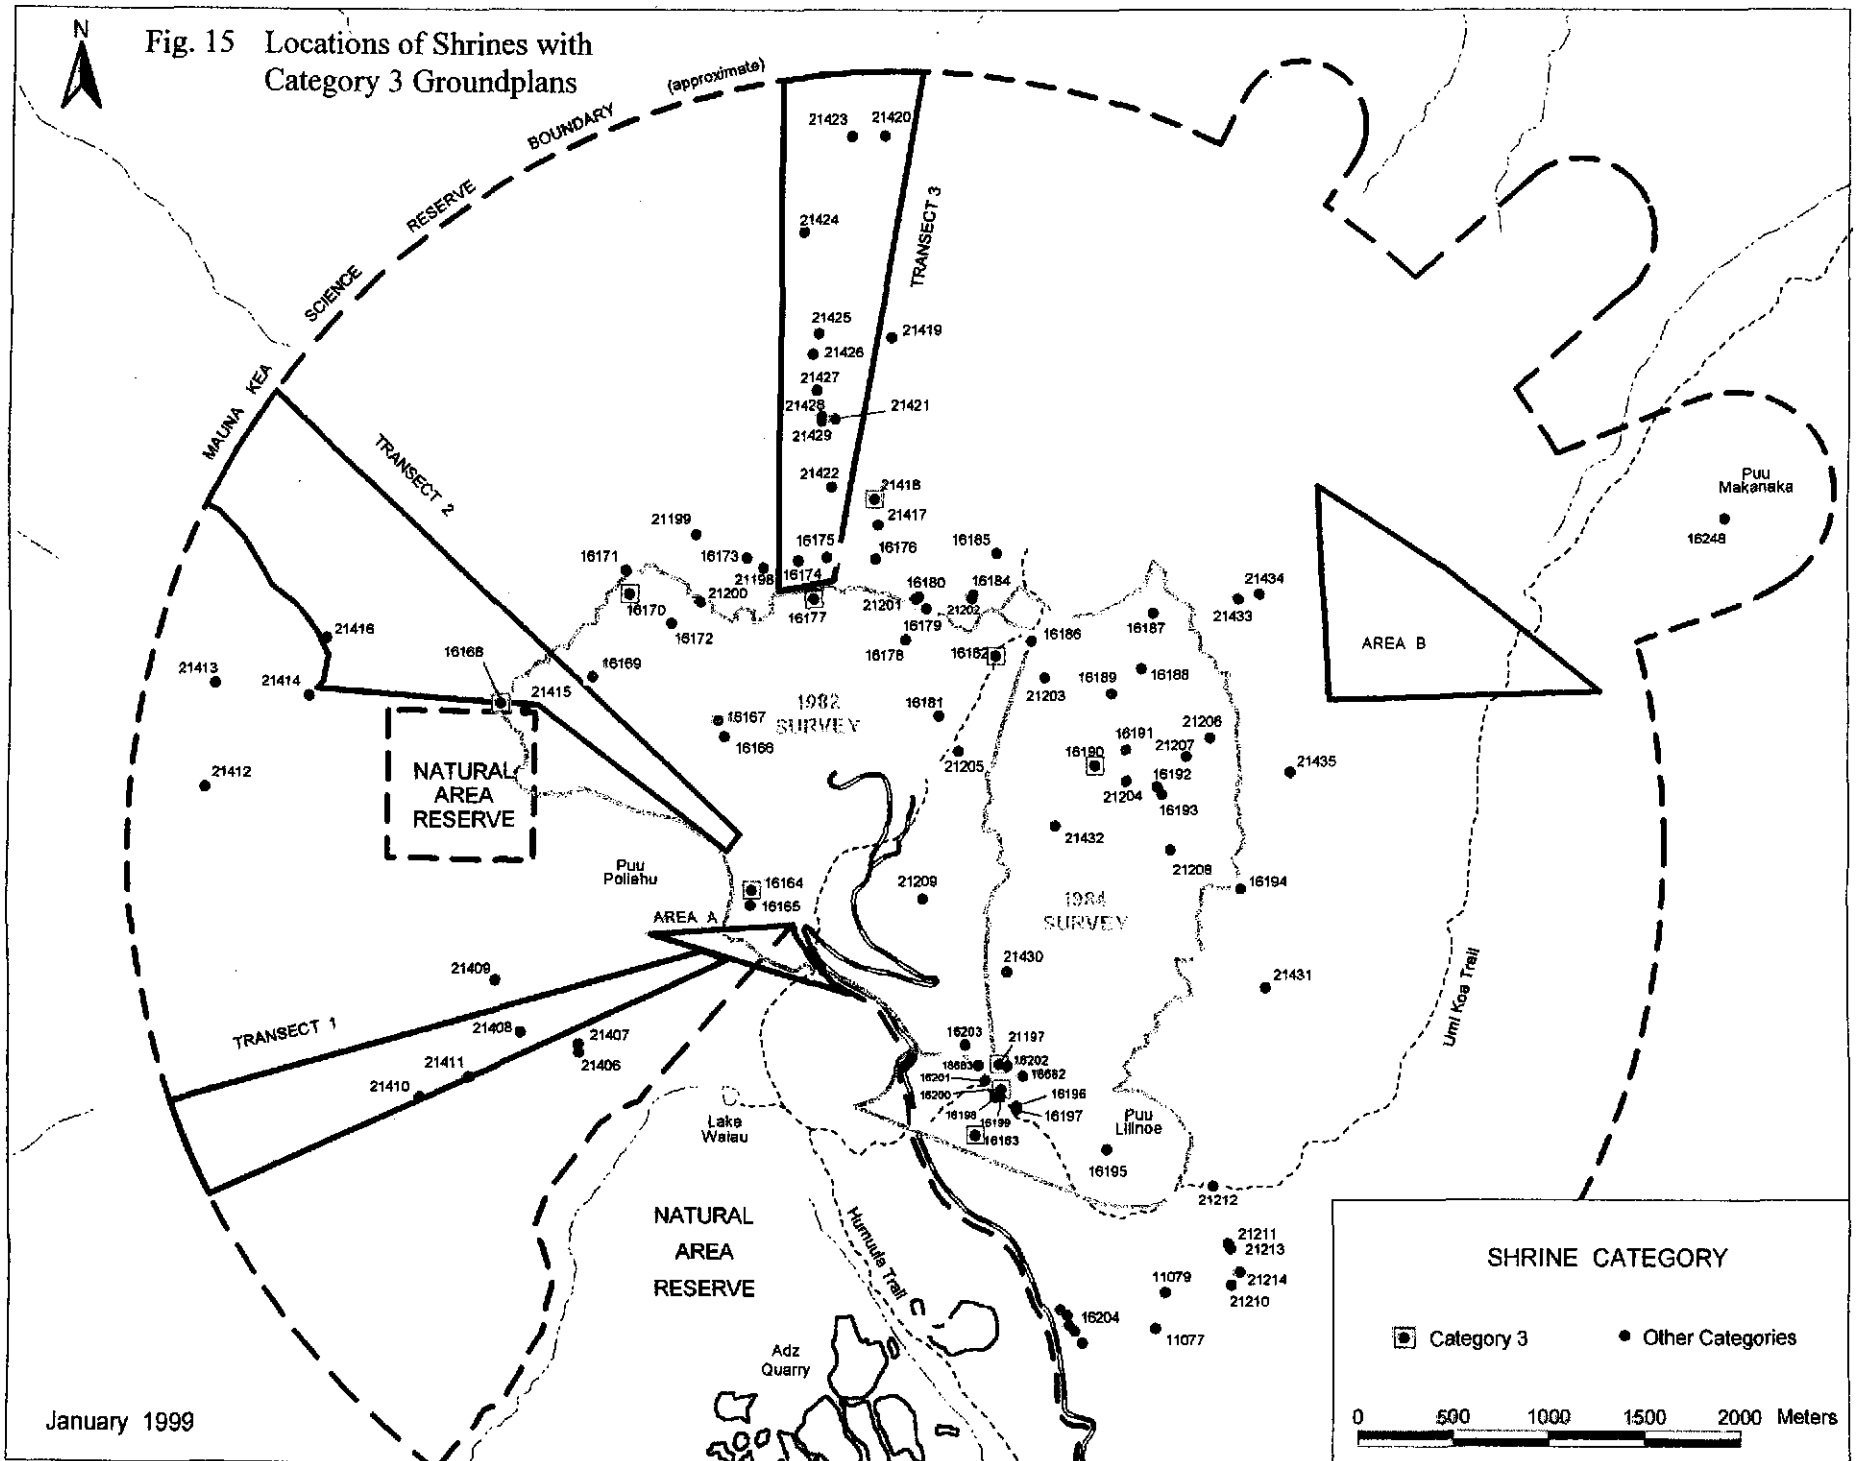 N
Fig. 15 Locations of Shrines with
Category 3 Groundplans
(approximate)
MAUNA KEA SCIENCE RESERVE BOUNDARY
21423
21420
21424
TRANSECT 3
21425
21419
21426
21427
21428
21421
21429
21422
21418
21417
TRANSECT 2
21199
16173
16175
16176
16185
16171
21198
16174
16170
21200
16177
16180
16184
21201
21202
16179
16172
16178
16182
16186
16187
21434
21433
Puu
Makanaka
16248
AREA B
21416
16168
16169
21413
21414
21415
21203
16189
16188
1982
SURVEY
16167
16166
16181
21205
21206
16191
21207
16190
16192
21204
16193
21435
21412
NATURAL
AREA
RESERVE
21432
21208
Puu
Poliahu
16164
16165
21209
16194
1984
SURVEY
AREA A
21409
21430
21431
TRANSECT 1
21408
21407
21406
21411
21410
16203
21197
16202
16201
16200
16198
16199
16196
16197
16163
16195
Puu
Lilinoe
Lake
Waiau
Umi Koa Trail
21212
NATURAL
AREA
RESERVE
Humuula Trail
21211
21213
21214
21210
11079
16204
11077
Adz
Quarry
SHRINE CATEGORY
Category 3
Other Categories
0 500 1000 1500 2000 Meters
January 1999